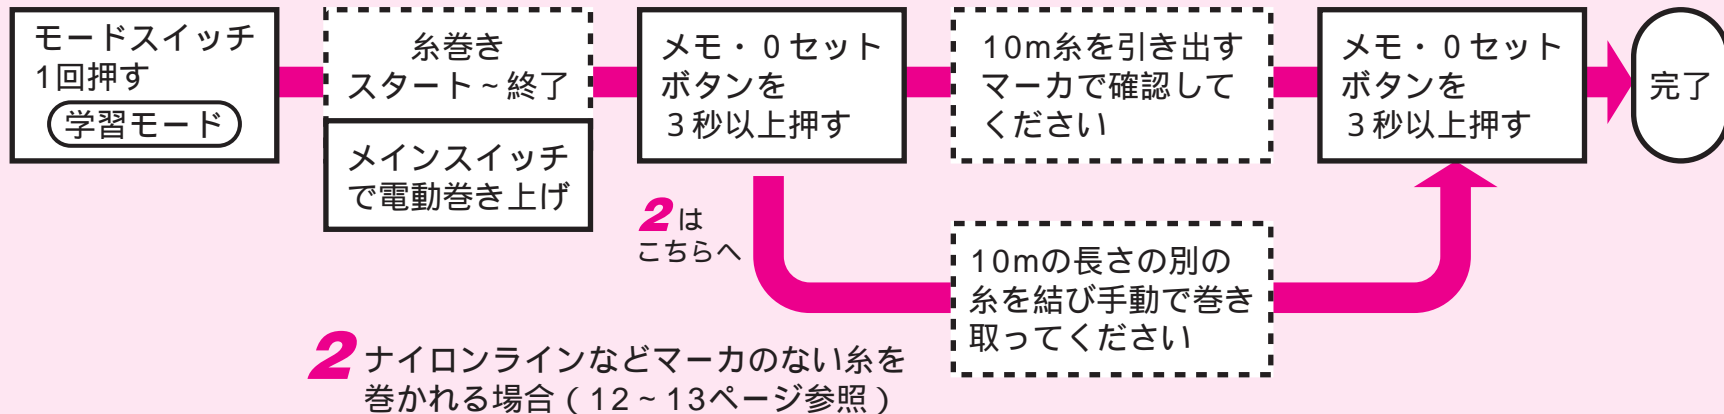 モードスイッチ
1回押す
学習モード
糸巻き
スタート~終了
メインスイッチ
で電動巻き上げ
メモ・0セット
ボタンを
3秒以上押す
10m糸を引き出す
マーカで確認して
ください
メモ・0セット
ボタンを
3秒以上押す
完了
2は
こちらへ
10mの長さの別の
糸を結び手動で巻き
取ってください
2 ナイロンラインなどマーカのない糸を
巻かれる場合(12~13ページ参照)